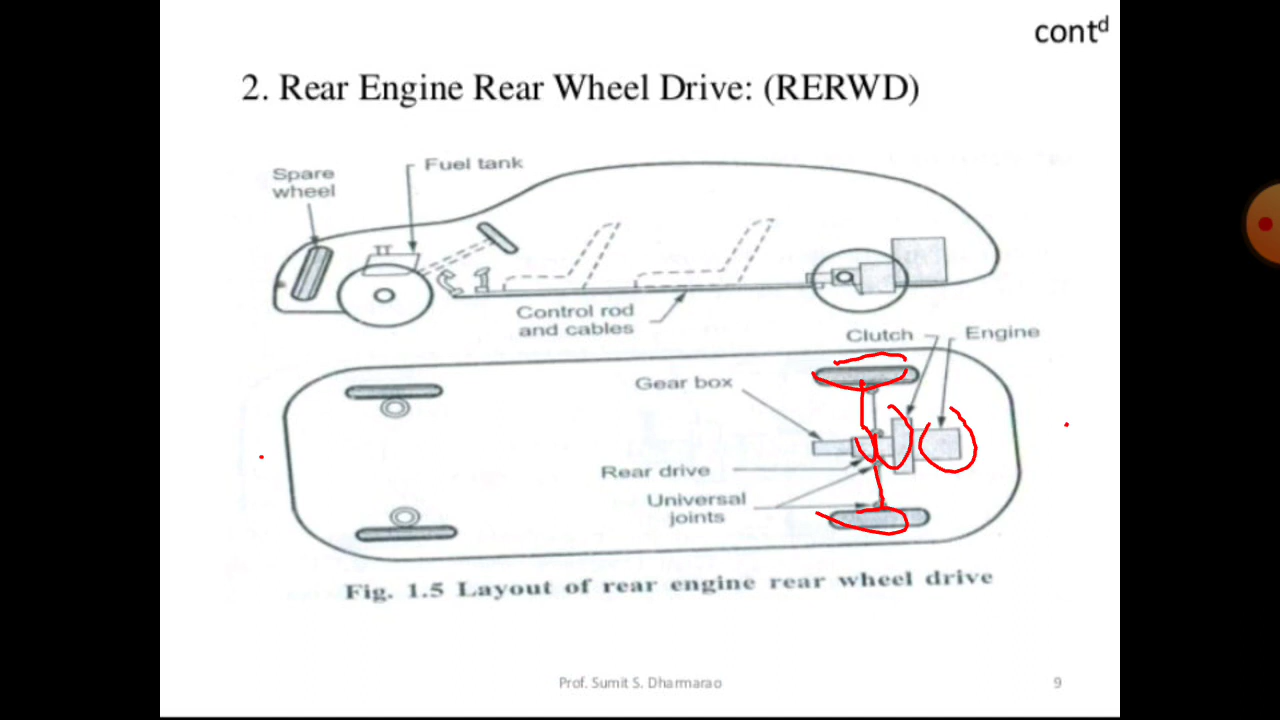 contᵈ
2. Rear Engine Rear Wheel Drive: (RERWD)
Spare
wheel
Fuel tank
Control rod
and cables
Clutch
Engine
Gear box
Rear drive
Universal
joints
Fig. 1.5 Layout of rear engine rear wheel drive
Prof. Sumit S. Dharmarao
9